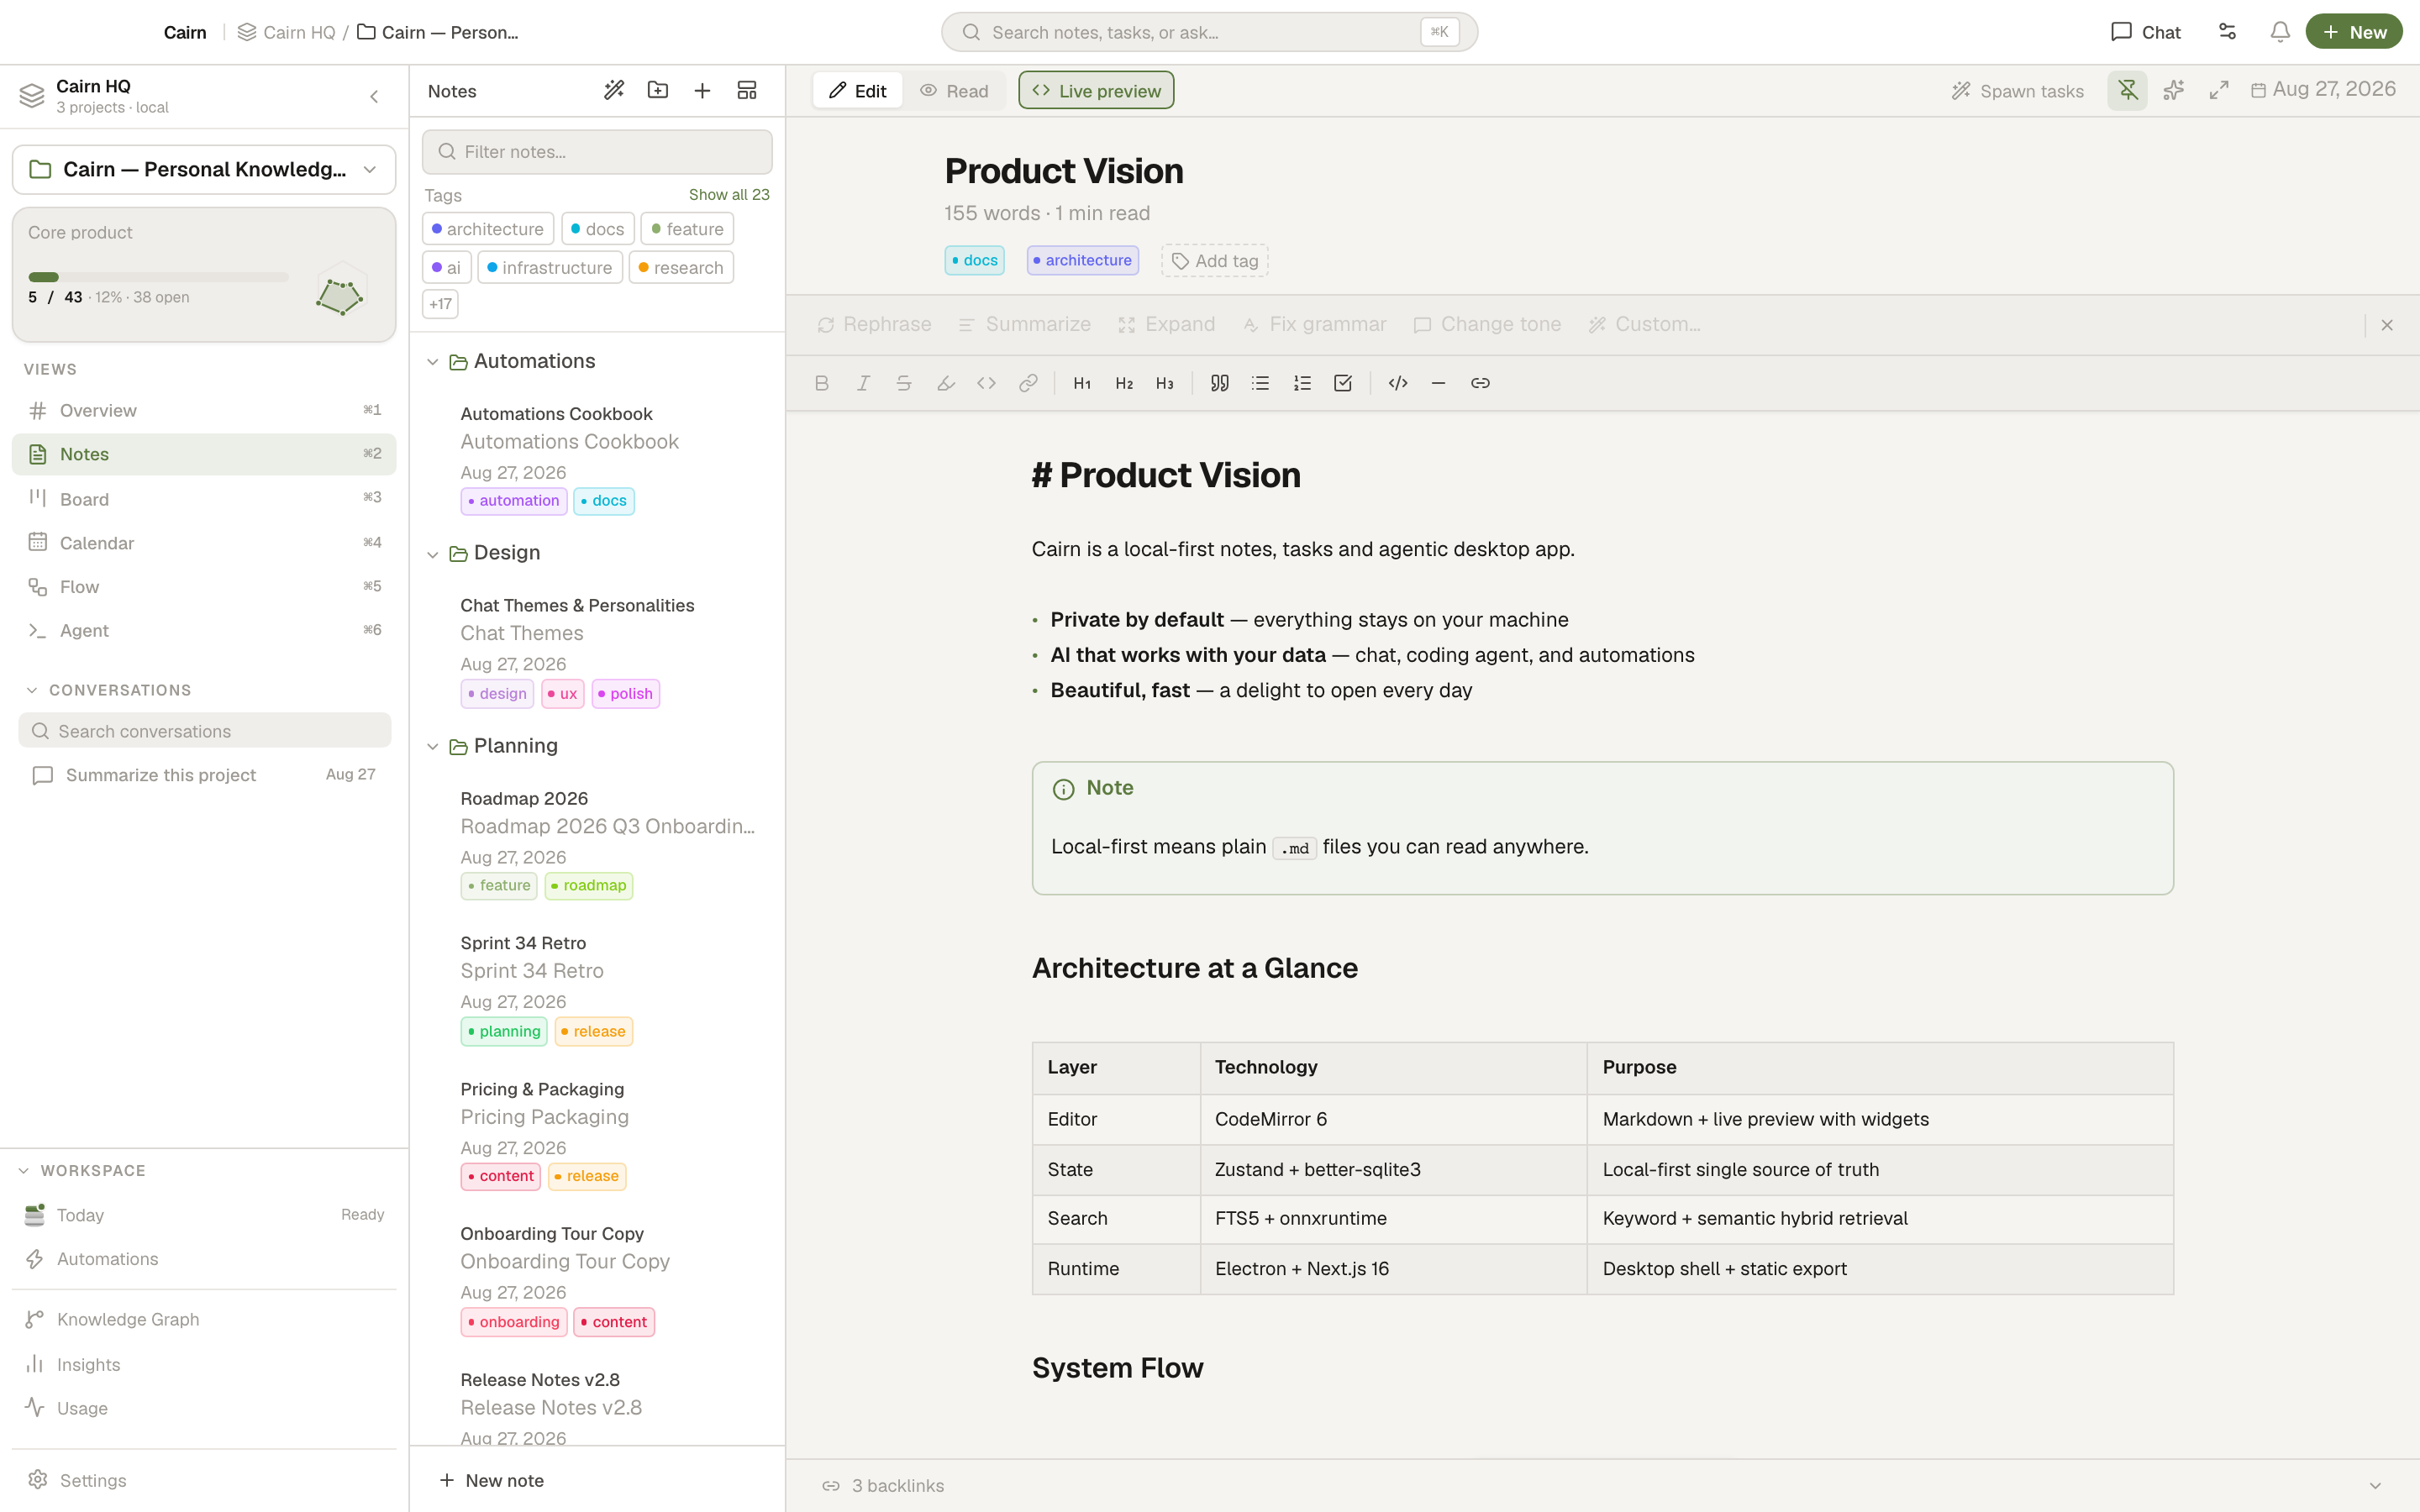 Cairn
Cairn HQ / Cairn — Person...
Search notes, tasks, or ask...
⌘K
Chat
New
Cairn HQ
3 projects · local
Cairn — Personal Knowledg...
Core product
5 / 43 · 12% · 38 open
VIEWS
Overview ⌘1
Notes ⌘2
Board ⌘3
Calendar ⌘4
Flow ⌘5
Agent ⌘6
CONVERSATIONS
Search conversations
Summarize this project Aug 27
WORKSPACE
Today Ready
Automations
Knowledge Graph
Insights
Usage
Settings
Notes
Filter notes...
Tags Show all 23
architecture docs feature
ai infrastructure research
+17
Automations
Automations Cookbook
Automations Cookbook
Aug 27, 2026
automation docs
Design
Chat Themes & Personalities
Chat Themes
Aug 27, 2026
design ux polish
Planning
Roadmap 2026
Roadmap 2026 Q3 Onboardin...
Aug 27, 2026
feature roadmap
Sprint 34 Retro
Sprint 34 Retro
Aug 27, 2026
planning release
Pricing & Packaging
Pricing Packaging
Aug 27, 2026
content release
Onboarding Tour Copy
Onboarding Tour Copy
Aug 27, 2026
onboarding content
Release Notes v2.8
Release Notes v2.8
Aug 27, 2026
New note
Edit Read Live preview
Spawn tasks
Aug 27, 2026
Product Vision
155 words · 1 min read
docs architecture Add tag
Rephrase Summarize Expand Fix grammar Change tone Custom...
B I S H1 H2 H3
# Product Vision
Cairn is a local-first notes, tasks and agentic desktop app.
• Private by default — everything stays on your machine
• AI that works with your data — chat, coding agent, and automations
• Beautiful, fast — a delight to open every day
Note
Local-first means plain .md files you can read anywhere.
Architecture at a Glance
Layer Technology Purpose
Editor CodeMirror 6 Markdown + live preview with widgets
State Zustand + better-sqlite3 Local-first single source of truth
Search FTS5 + onnxruntime Keyword + semantic hybrid retrieval
Runtime Electron + Next.js 16 Desktop shell + static export
System Flow
3 backlinks